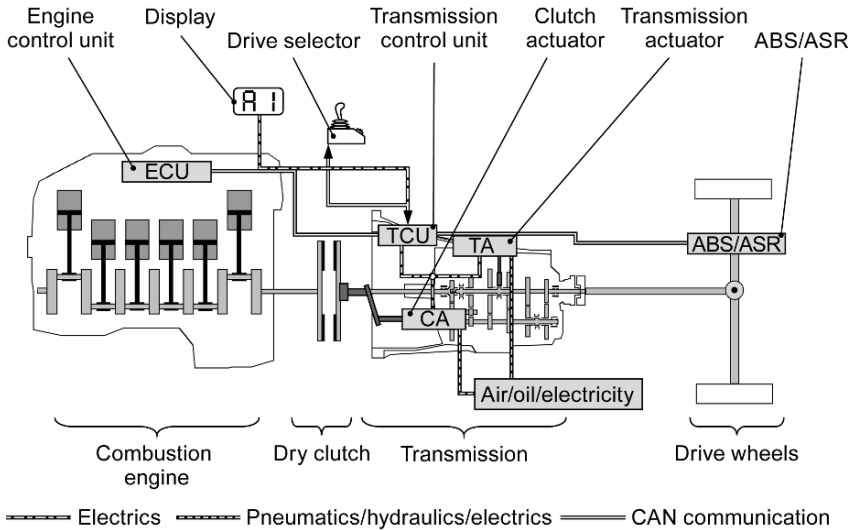 Engine
control unit
Display
Drive selector
Transmission
control unit
Clutch
actuator
Transmission
actuator
ABS/ASR
A 1
ECU
TCU
TA
ABS/ASR
CA
Air/oil/electricity
Combustion
engine
Dry clutch
Transmission
Drive wheels
Electrics
Pneumatics/hydraulics/electrics
CAN communication